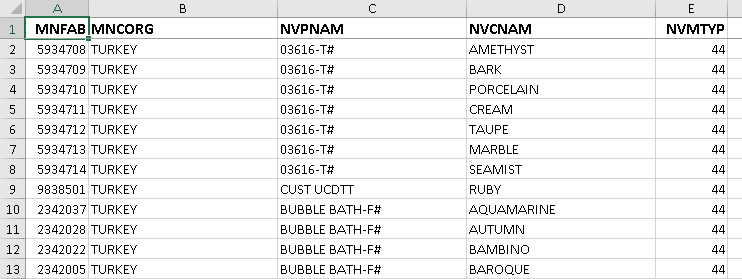 A B C D E
1 MNFAB MNCORG NVPNAM NVCNAM NVMTYP
2 5934708 TURKEY 03616-T# AMETHYST 44
3 5934709 TURKEY 03616-T# BARK 44
4 5934710 TURKEY 03616-T# PORCELAIN 44
5 5934711 TURKEY 03616-T# CREAM 44
6 5934712 TURKEY 03616-T# TAUPE 44
7 5934713 TURKEY 03616-T# MARBLE 44
8 5934714 TURKEY 03616-T# SEAMIST 44
9 9838501 TURKEY CUST UCDTT RUBY 44
10 2342037 TURKEY BUBBLE BATH-F# AQUAMARINE 44
11 2342028 TURKEY BUBBLE BATH-F# AUTUMN 44
12 2342022 TURKEY BUBBLE BATH-F# BAMBINO 44
13 2342005 TURKEY BUBBLE BATH-F# BAROQUE 44